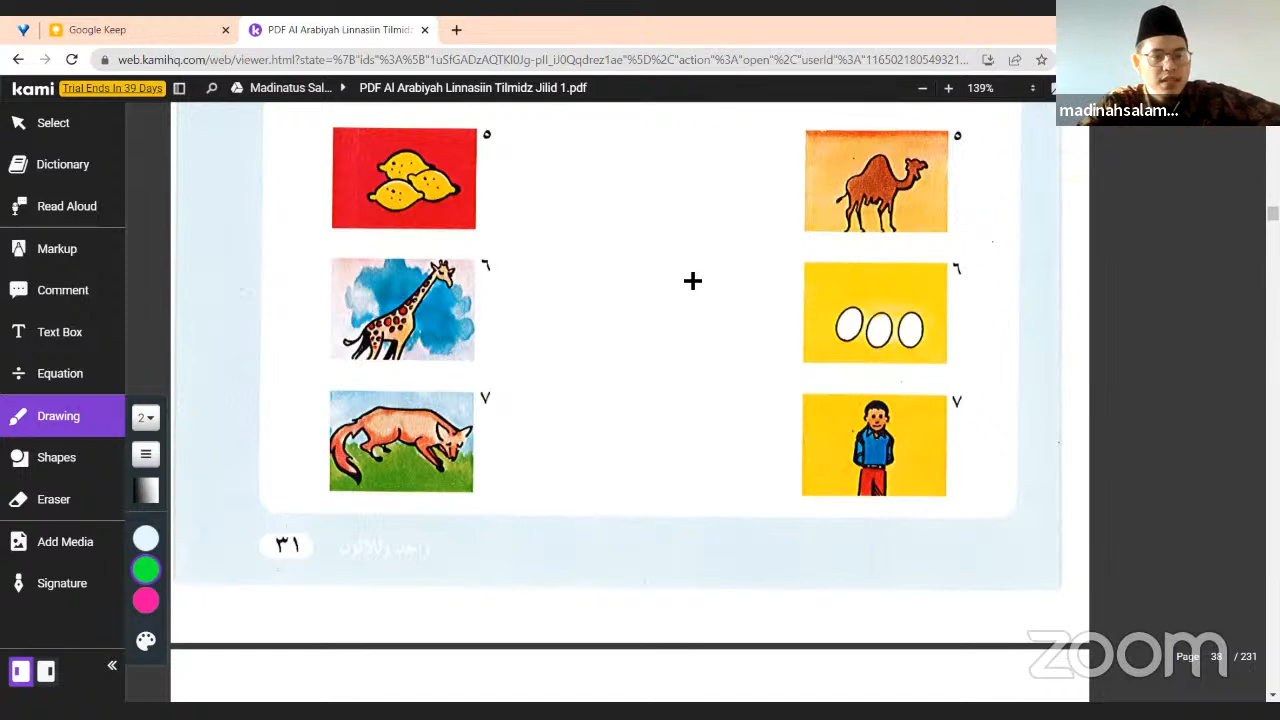 Google Keep
PDF Al Arabiyah Linnasiin Tilmidz
web.kamihq.com/web/viewer.html?state=%7B"ids"%3A%5B"
"%5D%2C"action"%3A"open"%2C"userId"%3A"116502180549321...
kami
Trial Ends In 39 Days
Madinatus Sal...
PDF Al Arabiyah Linnasiin Tilmidz Jilid 1.pdf
139%
madinahsalam...
Select
Dictionary
Read Aloud
Markup
Comment
Text Box
Equation
Drawing
2
Shapes
Eraser
Add Media
Signature
٥
٥
٦
٦
٧
٧
٣١
zoom
Page 38 / 231